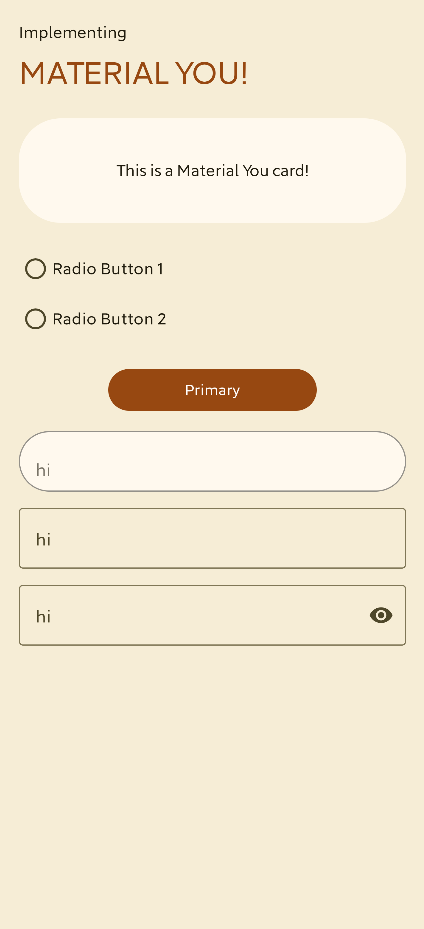 Implementing
MATERIAL YOU!
This is a Material You card!
Radio Button 1
Radio Button 2
Primary
hi
hi
hi